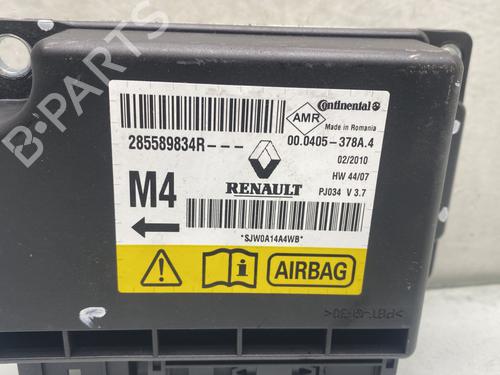 Continental
AMR
Made in Romania
285589834R---
00.0405-378A.4
02/2010
M4
HW 44/07
RENAULT
PJ034 V 3.7
*SJW0A14A4WB*
AIRBAG
B-PARTS